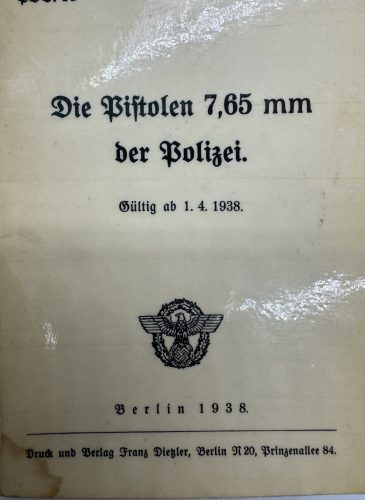 Die Pistolen 7,65 mm
der Polizei.
Gültig ab 1. 4. 1938.
Berlin 1938.
Druck und Verlag Franz Dietzler, Berlin N 20, Prinzenallee 84.